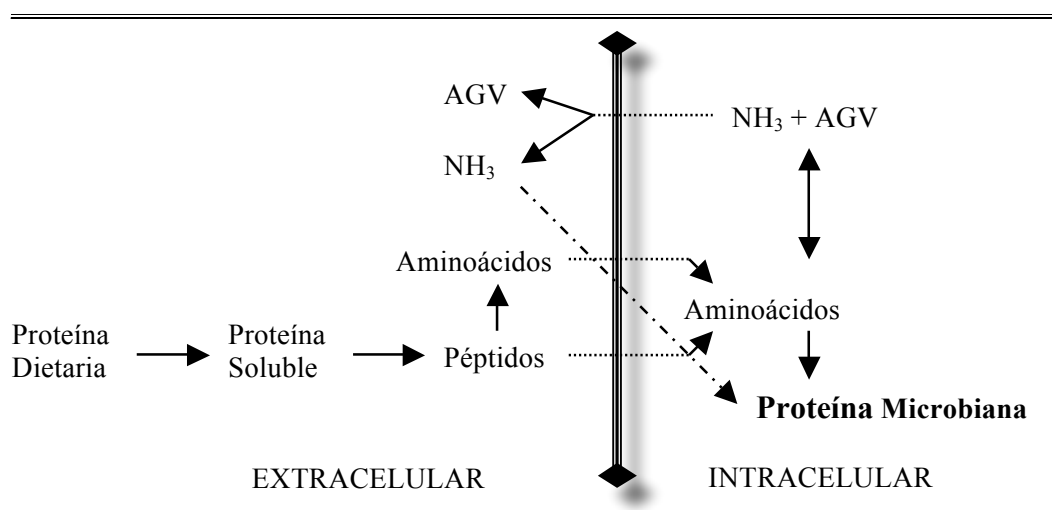 AGV
NH₃ + AGV
NH₃
Aminoácidos
Aminoácidos
Proteína
Dietaria
Proteína
Soluble
Péptidos
Proteína Microbiana
EXTRACELULAR
INTRACELULAR